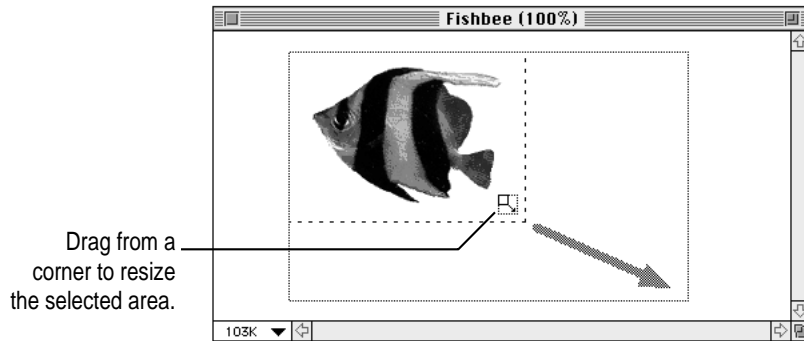 Fishbee (100%)
Drag from a
corner to resize
the selected area.
103K